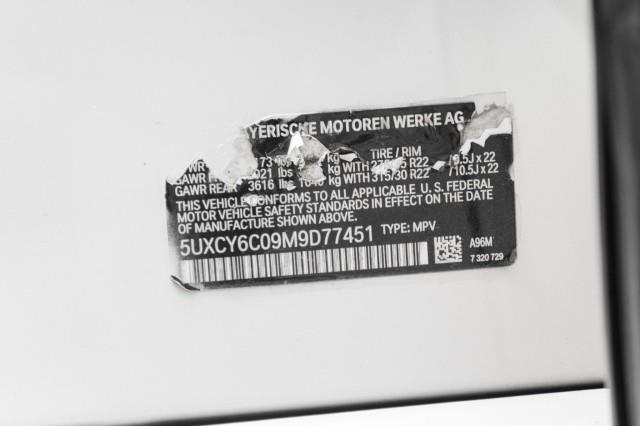 YERISCHE MOTOREN WERKE AG
TIRE / RIM
lbs kg WITH R22 / 9.5J x 22
GAWR REAR 3616 lbs kg WITH 315/30 R22 / 10.5J x 22
THIS VEHICLE CONFORMS TO ALL APPLICABLE U.S. FEDERAL
MOTOR VEHICLE SAFETY STANDARDS IN EFFECT ON THE DATE
OF MANUFACTURE SHOWN ABOVE.
5UXCY6C09M9D77451 TYPE: MPV
A96M
7 320 729